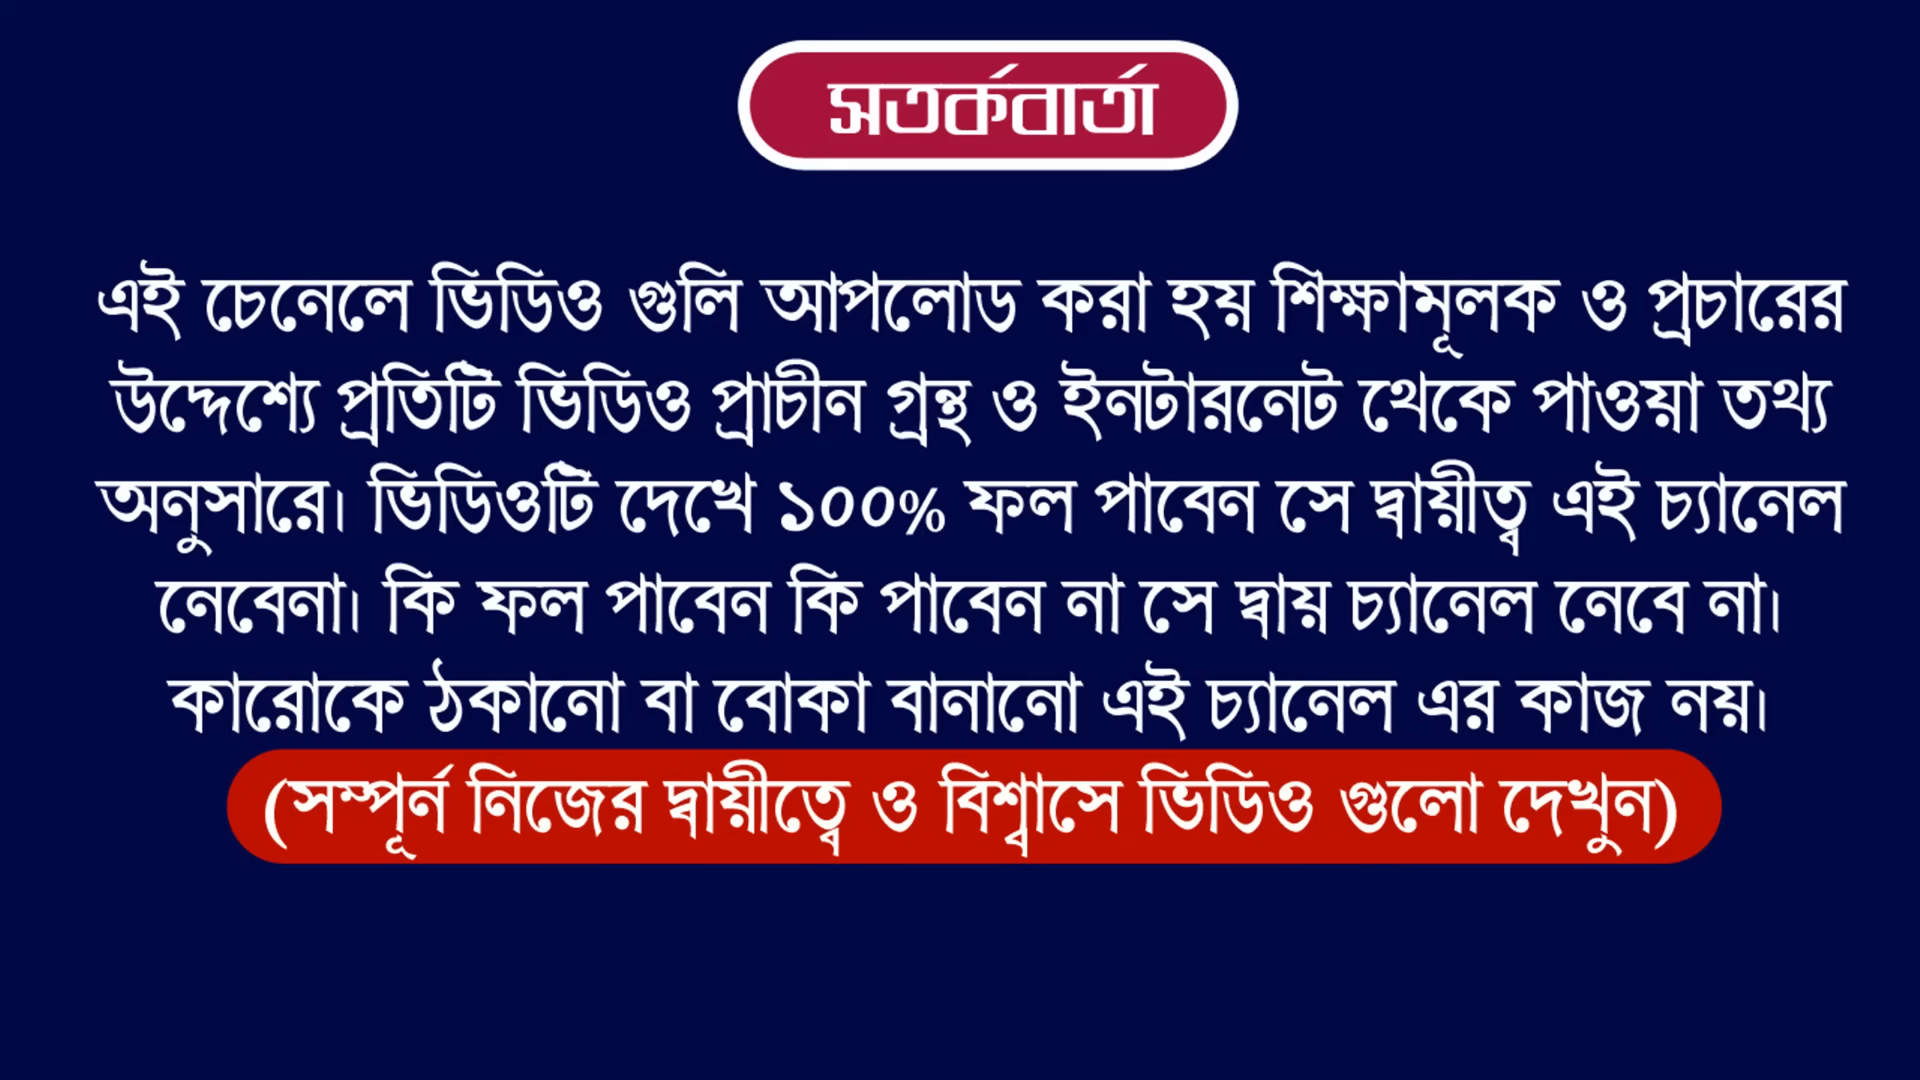 সতর্কবার্তা
এই চেনেলে ভিডিও গুলি আপলোড করা হয় শিক্ষামূলক ও প্রচারের
উদ্দেশ্যে প্রতিটি ভিডিও প্রাচীন গ্রন্থ ও ইনটারনেট থেকে পাওয়া তথ্য
অনুসারে। ভিডিওটি দেখে ১০০% ফল পাবেন সে দ্বায়ীত্ব এই চ্যানেল
নেবেনা। কি ফল পাবেন কি পাবেন না সে দ্বায় চ্যানেল নেবে না।
কারোকে ঠকানো বা বোকা বানানো এই চ্যানেল এর কাজ নয়।
(সম্পূর্ন নিজের দ্বায়ীত্বে ও বিশ্বাসে ভিডিও গুলো দেখুন)